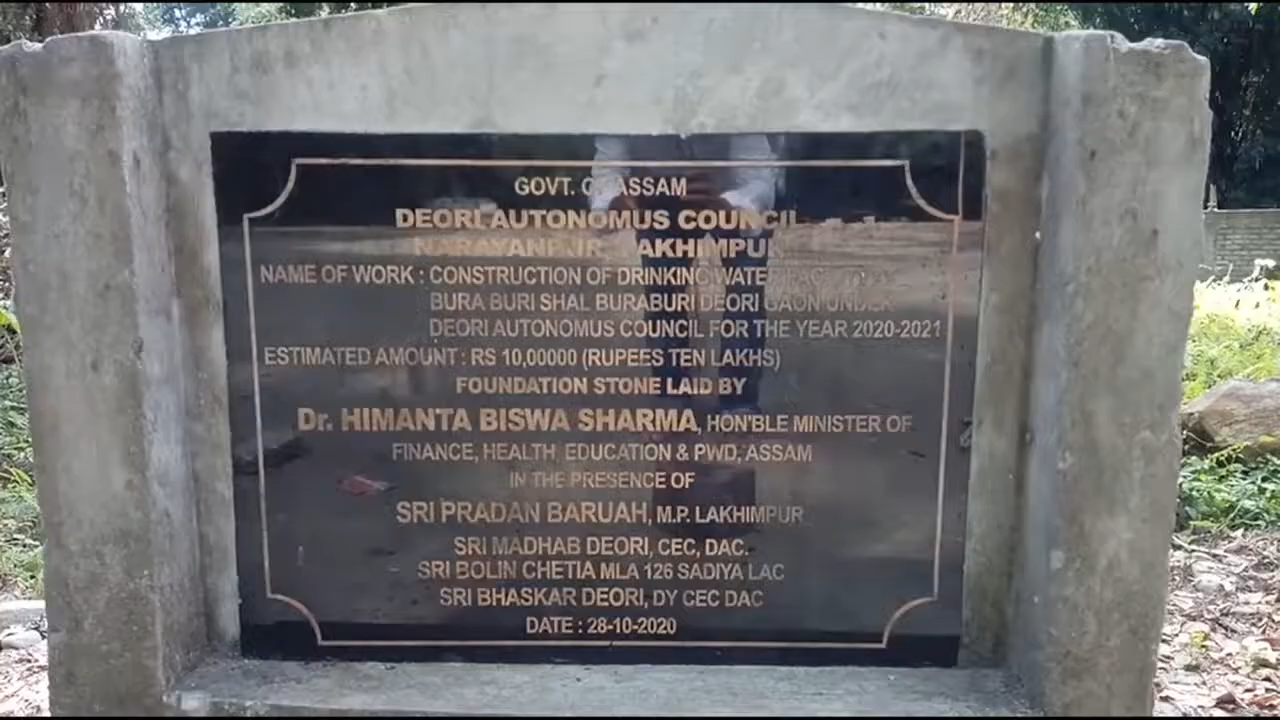 GOVT. OF ASSAM
DEORI AUTONOMUS COUNCIL
NARAYANPUR, LAKHIMPUR
NAME OF WORK : CONSTRUCTION OF DRINKING WATER
BURA BURI SHAL BURABURI DEORI GAON UNDER
DEORI AUTONOMUS COUNCIL FOR THE YEAR 2020-2021
ESTIMATED AMOUNT : RS 10,00000 (RUPEES TEN LAKHS)
FOUNDATION STONE LAID BY
Dr. HIMANTA BISWA SHARMA, HON'BLE MINISTER OF
FINANCE, HEALTH, EDUCATION & PWD, ASSAM
IN THE PRESENCE OF
SRI PRADAN BARUAH, M.P. LAKHIMPUR
SRI MADHAB DEORI, CEC, DAC.
SRI BOLIN CHETIA MLA 126 SADIYA LAC
SRI BHASKAR DEORI, DY CEC DAC
DATE : 28-10-2020